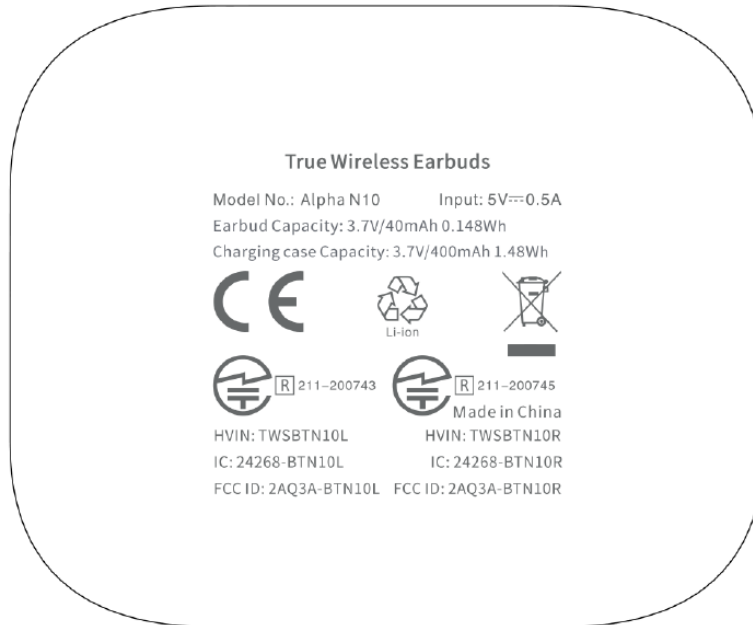 True Wireless Earbuds
Model No.: Alpha N10 Input: 5V⎓0.5A
Earbud Capacity: 3.7V/40mAh 0.148Wh
Charging case Capacity: 3.7V/400mAh 1.48Wh
CE
Li-ion
R 211-200743 R 211-200745
Made in China
HVIN: TWSBTN10L HVIN: TWSBTN10R
IC: 24268-BTN10L IC: 24268-BTN10R
FCC ID: 2AQ3A-BTN10L FCC ID: 2AQ3A-BTN10R